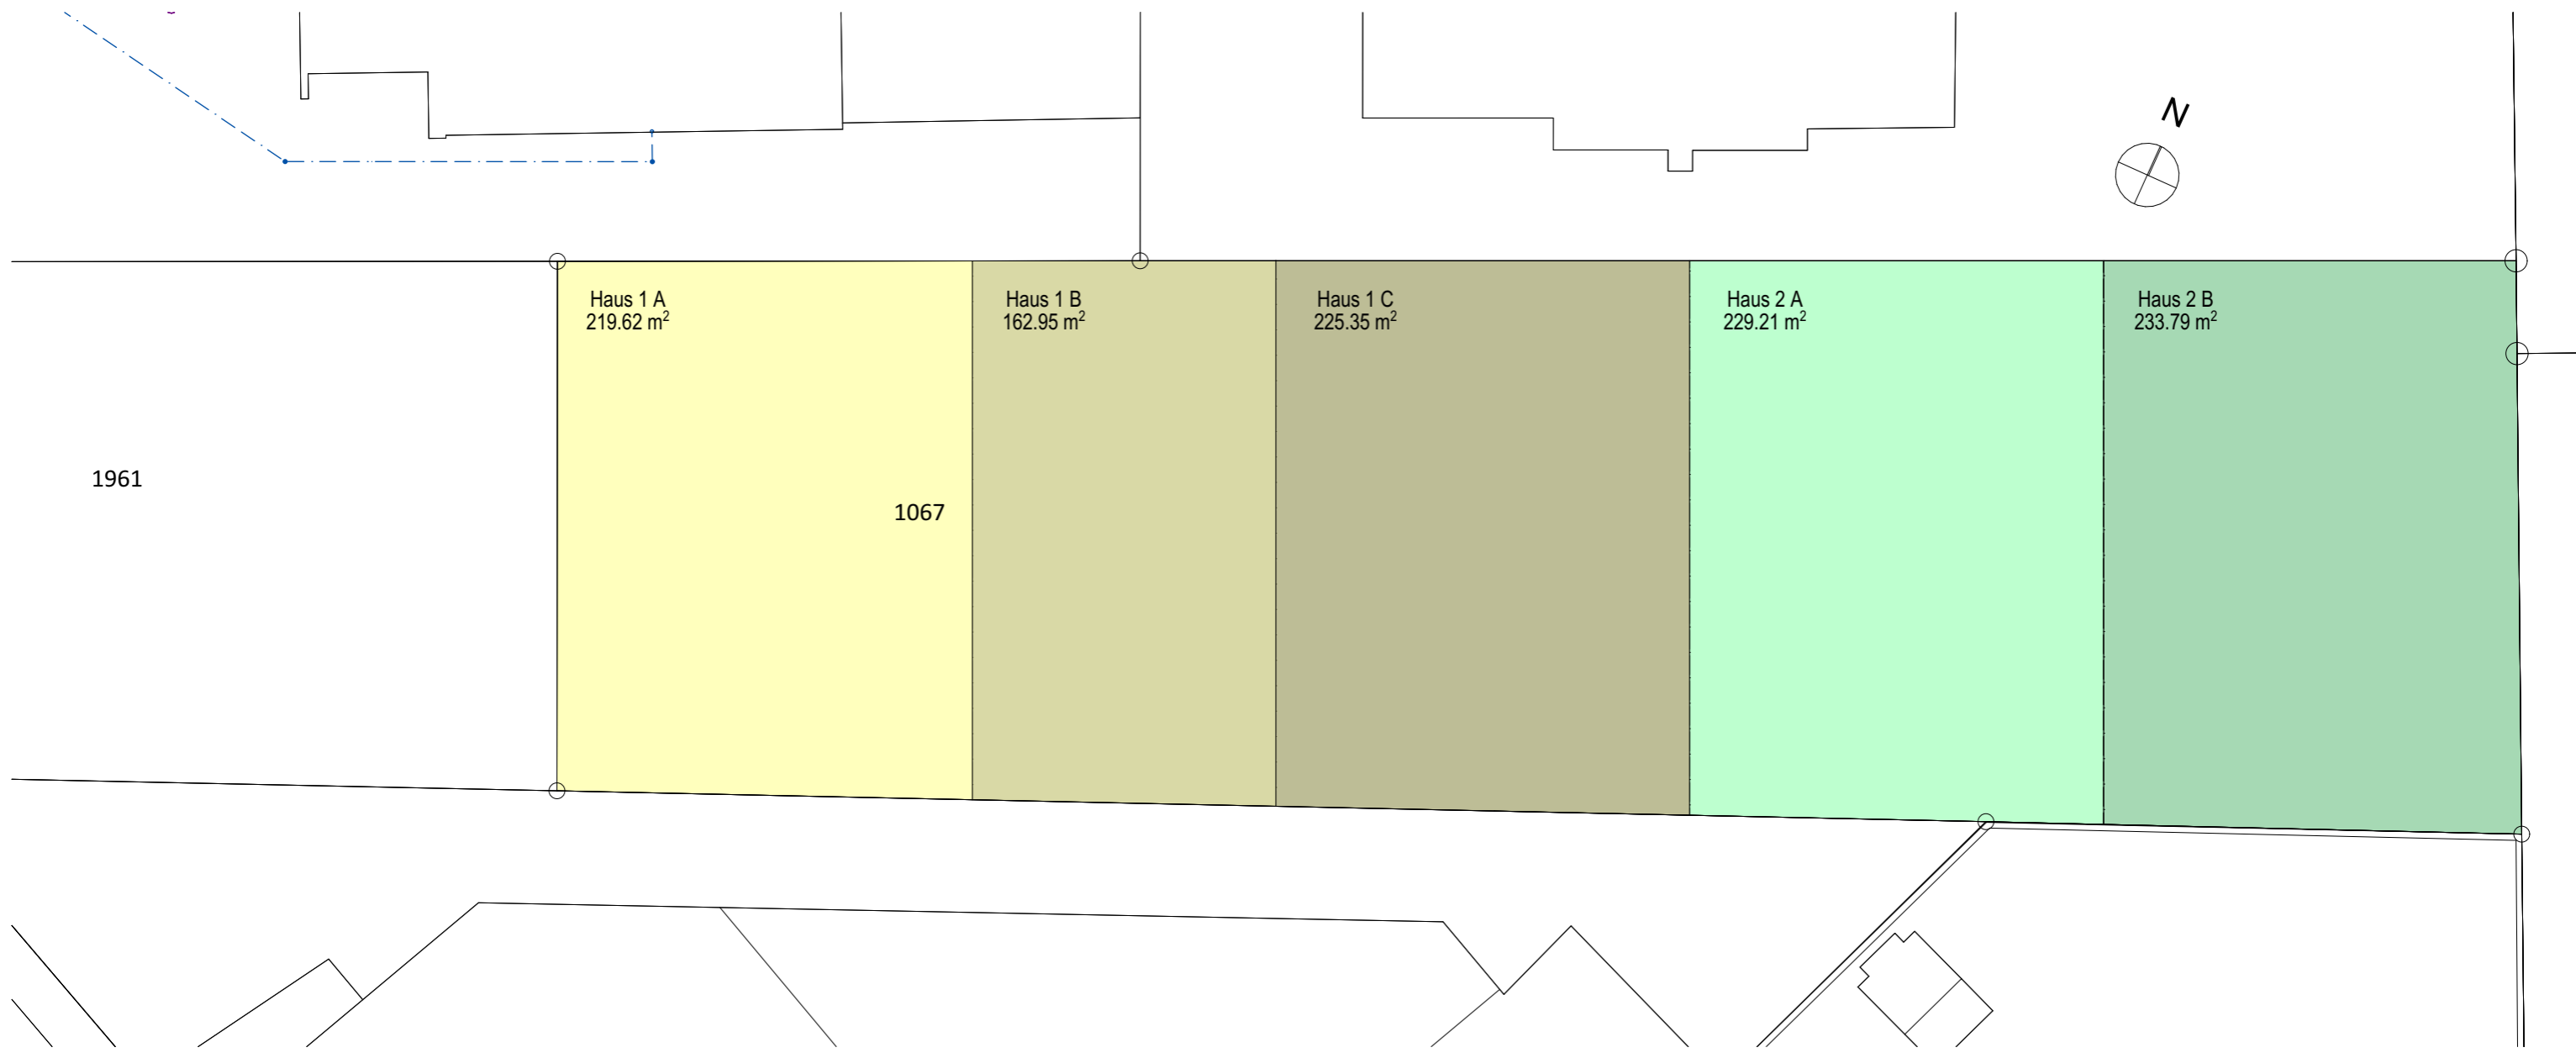 N
Haus 1 A
219.62 m²
Haus 1 B
162.95 m²
Haus 1 C
225.35 m²
Haus 2 A
229.21 m²
Haus 2 B
233.79 m²
1961
1067